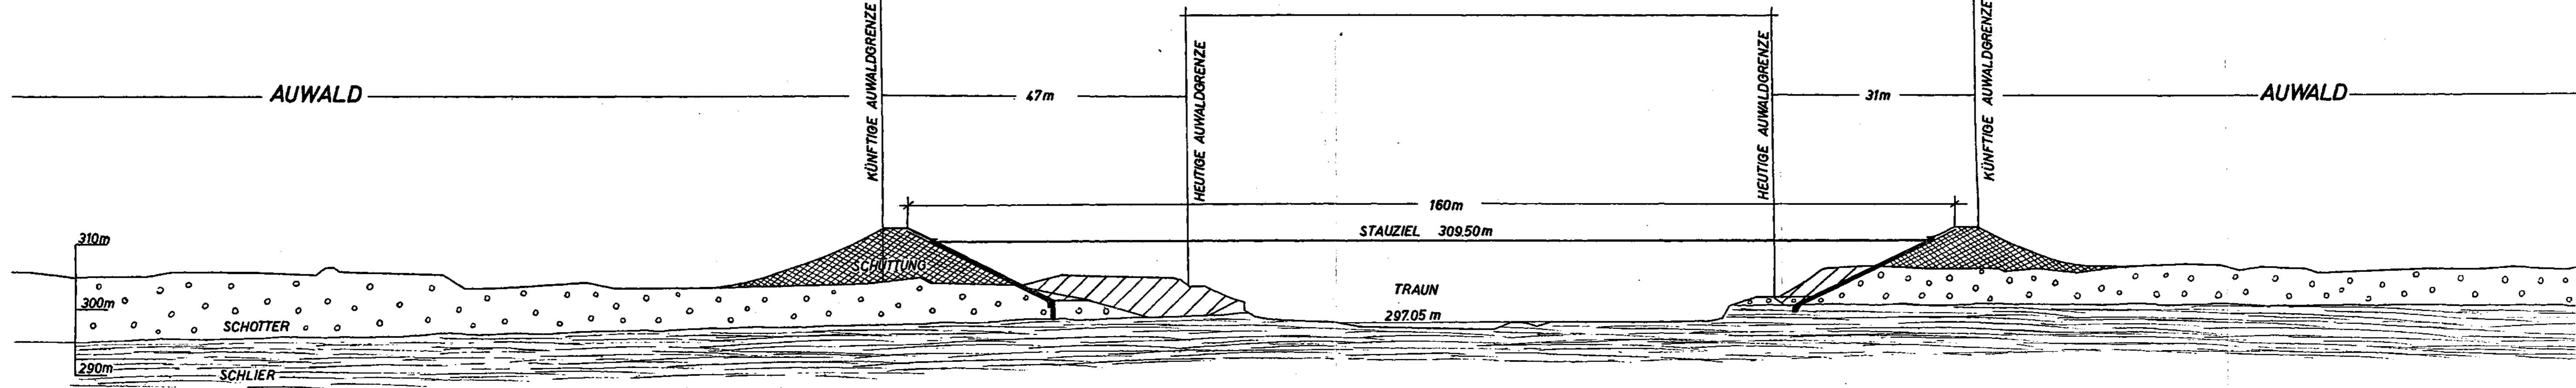 KÜNFTIGE AUWALDGRENZE
HEUTIGE AUWALDGRENZE
HEUTIGE AUWALDGRENZE
KÜNFTIGE AUWALDGRENZE
AUWALD
47m
31m
AUWALD
160m
STAUZIEL 309.50m
310m
SCHÜTTUNG
TRAUN
300m
297.05 m
SCHOTTER
290m
SCHLIER